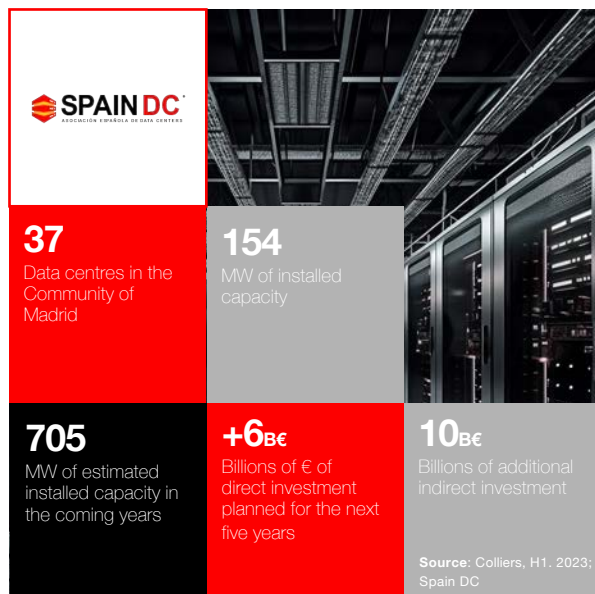 SPAIN DC
ASOCIACIÓN ESPAÑOLA DE DATA CENTERS
37
Data centres in the
Community of
Madrid
154
MW of installed
capacity
705
MW of estimated
installed capacity in
the coming years
+6B€
Billions of € of
direct investment
planned for the next
five years
10B€
Billions of additional
indirect investment
Source: Colliers, H1. 2023;
Spain DC